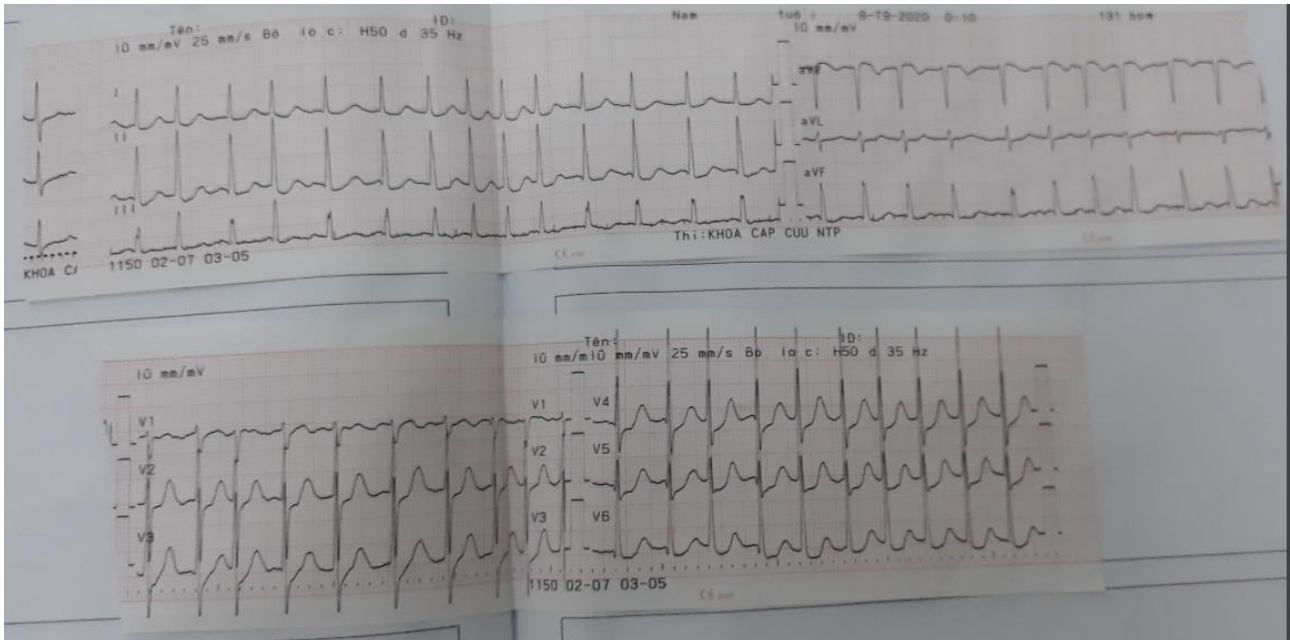 Tên: ID:
10 mm/mV 25 mm/s Bộ lọc: H50 d 35 Hz
Nam tuổi: 8-T9-2020 0:10 131 bpm
10 mm/mV
I
II
III
aVR
aVL
aVF
Thi:KHOA CAP CUU NTP
KHOA CA
1150 02-07 03-05
Tên: ID:
10 mm/mV
10 mm/m10 mm/mV 25 mm/s Bộ lọc: H50 d 35 Hz
V1
V2
V3
V1
V2
V3
V4
V5
V6
1150 02-07 03-05